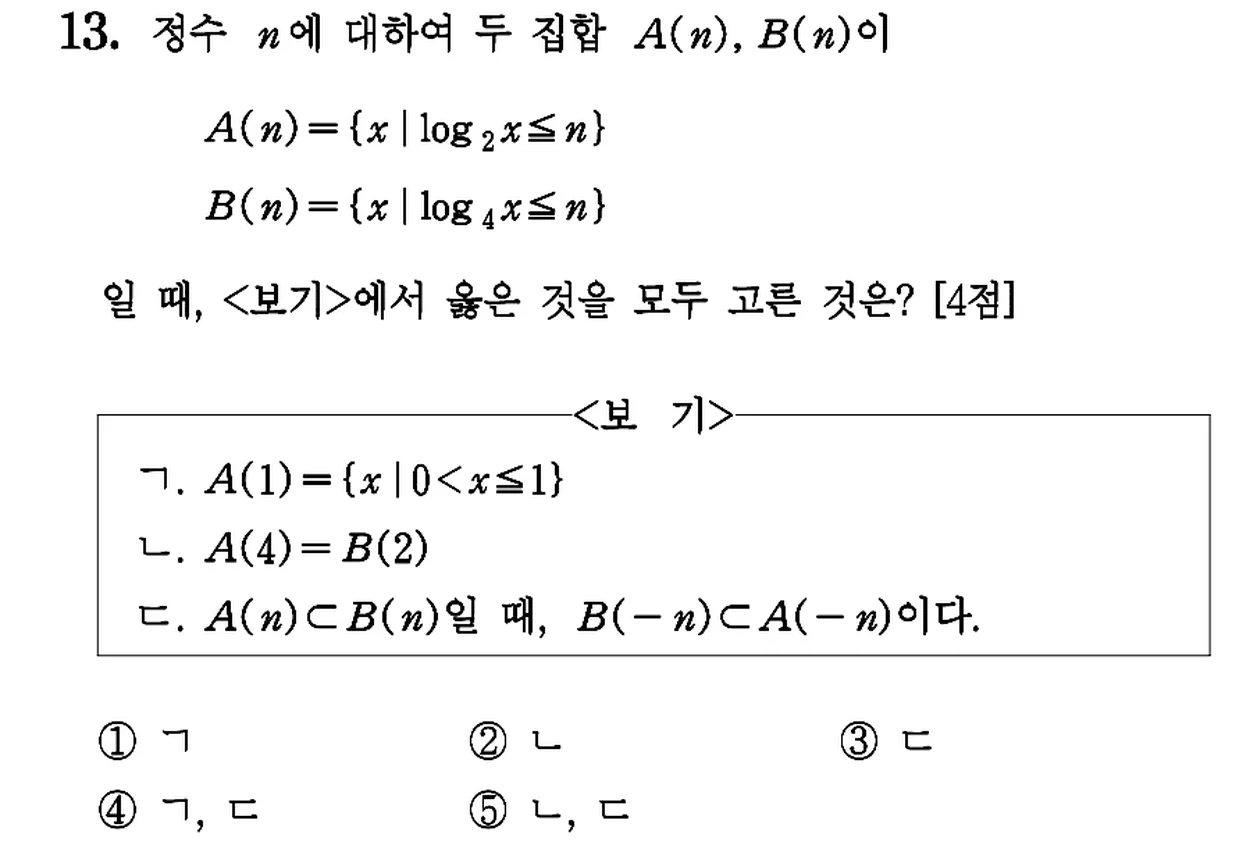 13. 정수 n에 대하여 두 집합 A(n), B(n)이
A(n)={x | log₂x≦n}
B(n)={x | log₄x≦n}
일 때, <보기>에서 옳은 것을 모두 고른 것은? [4점]
<보 기>
ㄱ. A(1)={x | 0<x≦1}
ㄴ. A(4)=B(2)
ㄷ. A(n)⊂B(n)일 때, B(-n)⊂A(-n)이다.
① ㄱ ② ㄴ ③ ㄷ
④ ㄱ, ㄷ ⑤ ㄴ, ㄷ